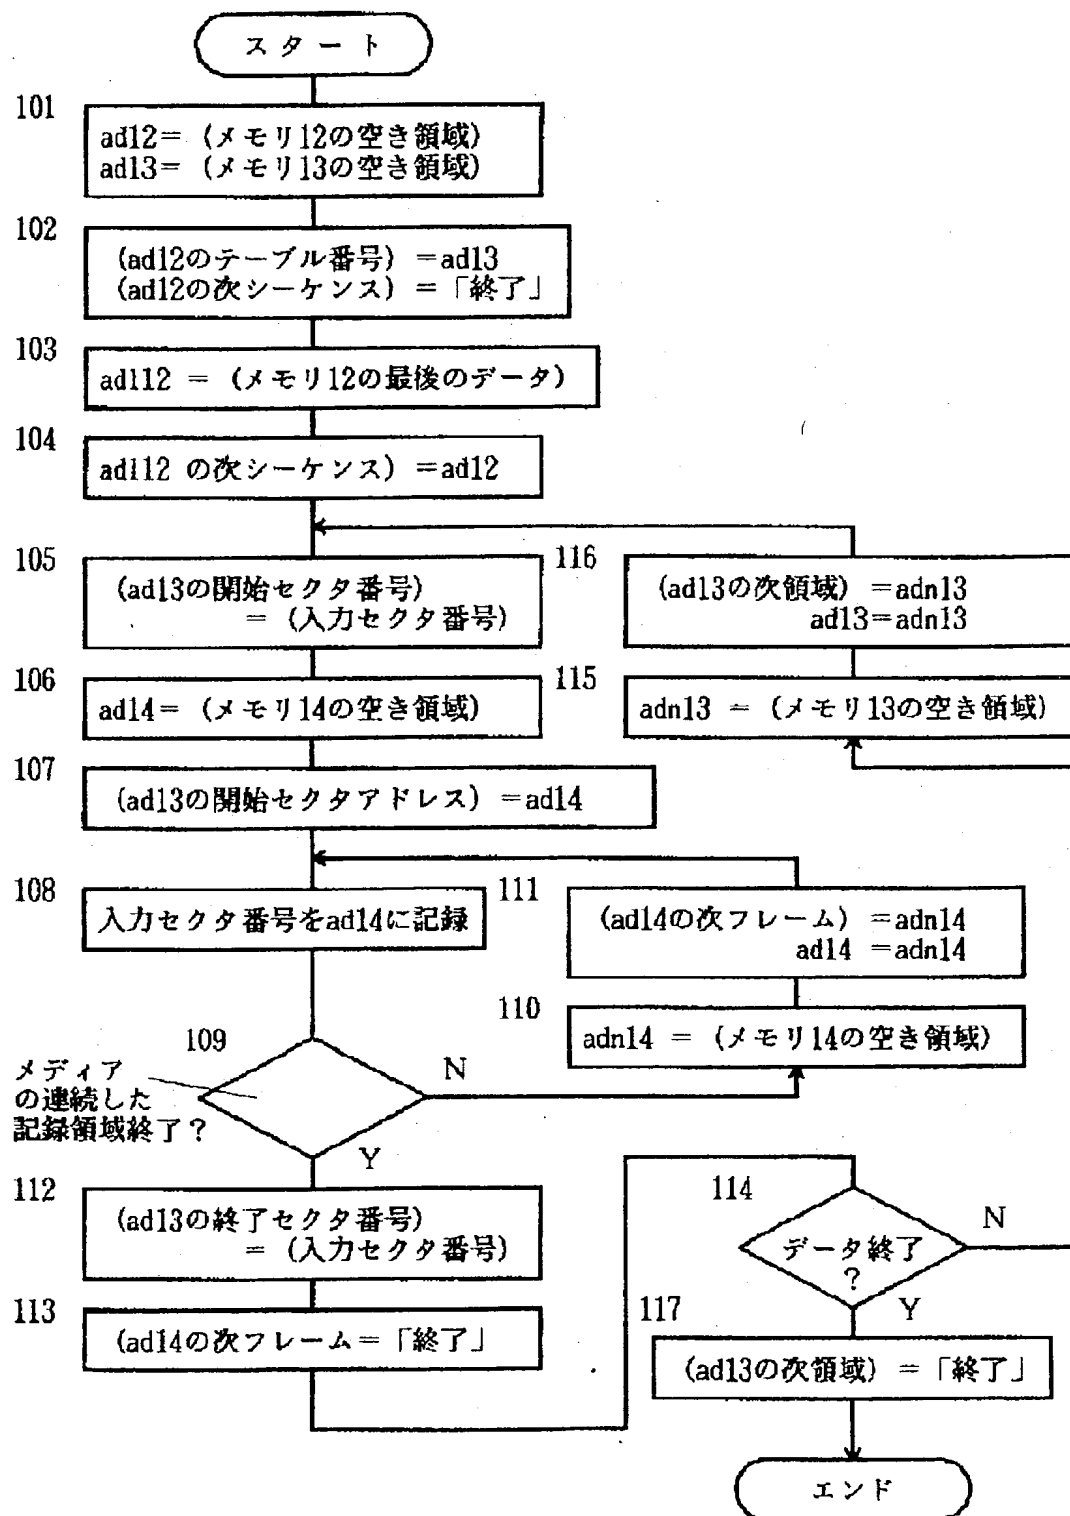 スタート
101
ad12=（メモリ12の空き領域）
ad13=（メモリ13の空き領域）
102
（ad12のテーブル番号）=ad13
（ad12の次シーケンス）=「終了」
103
ad112 =（メモリ12の最後のデータ）
104
ad112 の次シーケンス）=ad12
105
（ad13の開始セクタ番号）
=（入力セクタ番号）
116
（ad13の次領域）=adn13
ad13=adn13
106
ad14=（メモリ14の空き領域）
115
adn13 =（メモリ13の空き領域）
107
（ad13の開始セクタアドレス）=ad14
108
入力セクタ番号をad14に記録
111
（ad14の次フレーム）=adn14
ad14 =adn14
110
adn14 =（メモリ14の空き領域）
109
メディア
の連続した
記録領域終了？
N
Y
112
（ad13の終了セクタ番号）
=（入力セクタ番号）
113
（ad14の次フレーム=「終了」
114
データ終了
？
N
Y
117
（ad13の次領域）=「終了」
エンド